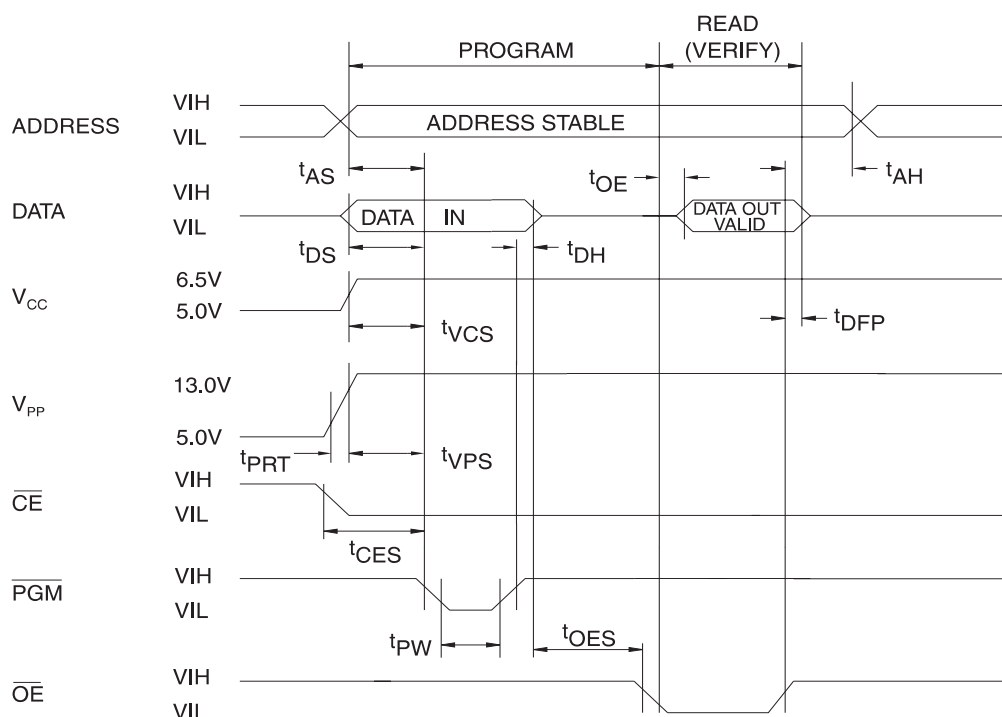 READ
PROGRAM (VERIFY)
VIH
ADDRESS ADDRESS STABLE
VIL
tAS tOE tAH
VIH
DATA DATA IN DATA OUT
VIL VALID
tDS tDH
6.5V
VCC
5.0V
tVCS tDFP
13.0V
VPP
5.0V
tPRT tVPS
VIH
CE
VIL
tCES
VIH
PGM
VIL
tPW tOES
VIH
OE
VIL